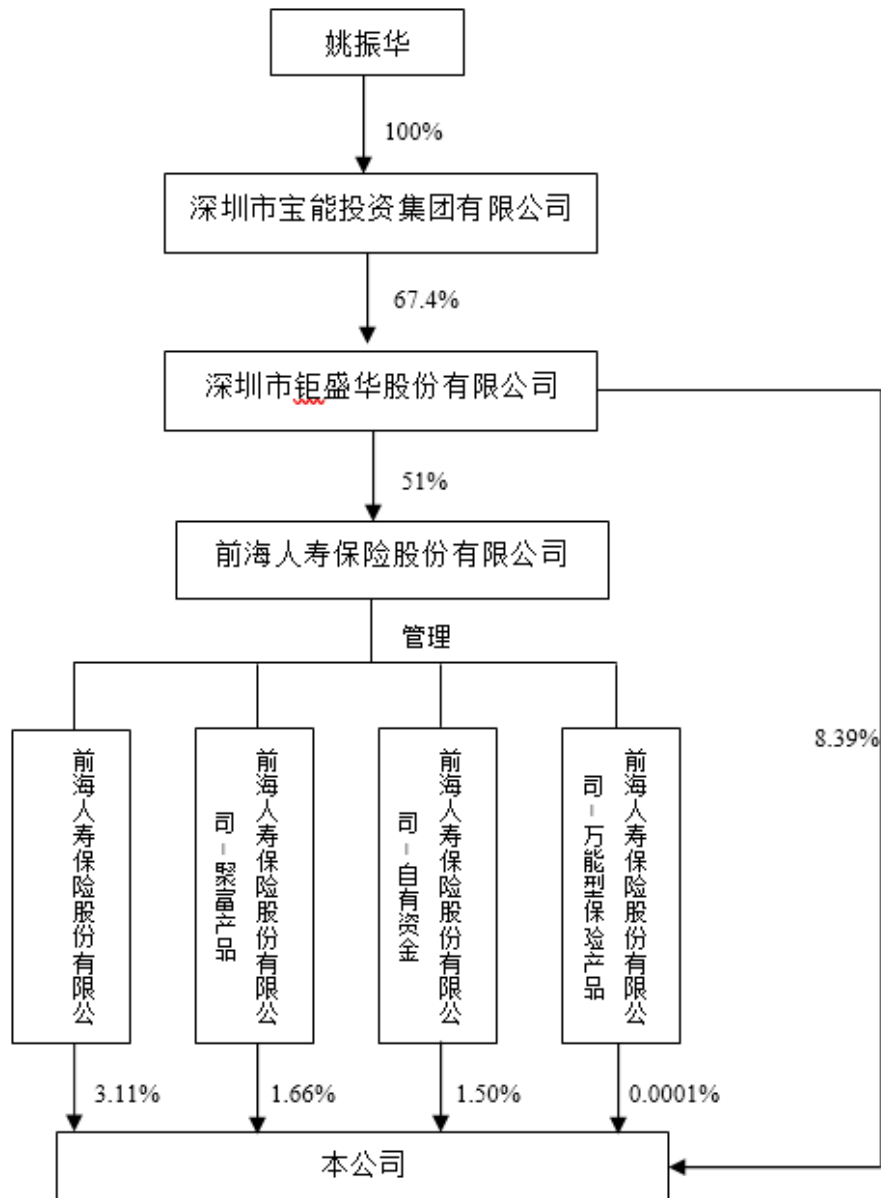 姚振华
100%
深圳市宝能投资集团有限公司
67.4%
深圳市钜盛华股份有限公司
51%
前海人寿保险股份有限公司
管理
8.39%
前海人寿保险股份有限公
前海人寿保险股份有限公
司-聚富产品
前海人寿保险股份有限公
司-自有资金
前海人寿保险股份有限公
司-万能型保险产品
3.11%
1.66%
1.50%
0.0001%
本公司